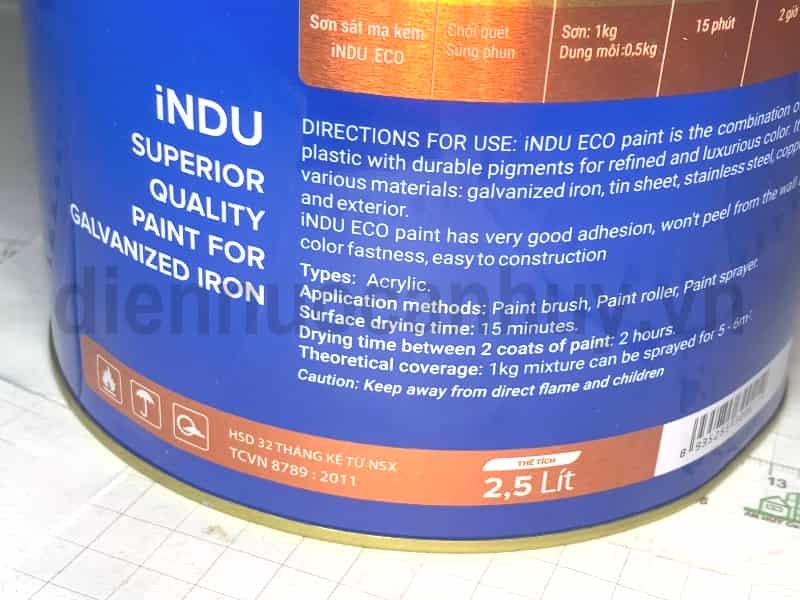 Sơn sắt mạ kẽm
iNDU ECO
Chổi quét
Súng phun
Sơn: 1kg
Dung môi:0.5kg
15 phút
2 giờ
iNDU
SUPERIOR
QUALITY
PAINT FOR
GALVANIZED IRON
DIRECTIONS FOR USE: iNDU ECO paint is the combination
plastic with durable pigments for refined and luxurious color.
various materials: galvanized iron, tin sheet, stainless steel,
and exterior.
iNDU ECO paint has very good adhesion, won't peel from the wall
color fastness, easy to construction
Types: Acrylic.
Application methods: Paint brush, Paint roller, Paint sprayer.
Surface drying time: 15 minutes.
Drying time between 2 coats of paint: 2 hours.
Theoretical coverage: 1kg mixture can be sprayed for 5 - 6m².
Caution: Keep away from direct flame and children
HSD 32 THÁNG KỂ TỪ NSX
TCVN 8789 : 2011
THỂ TÍCH
2,5 Lít
13